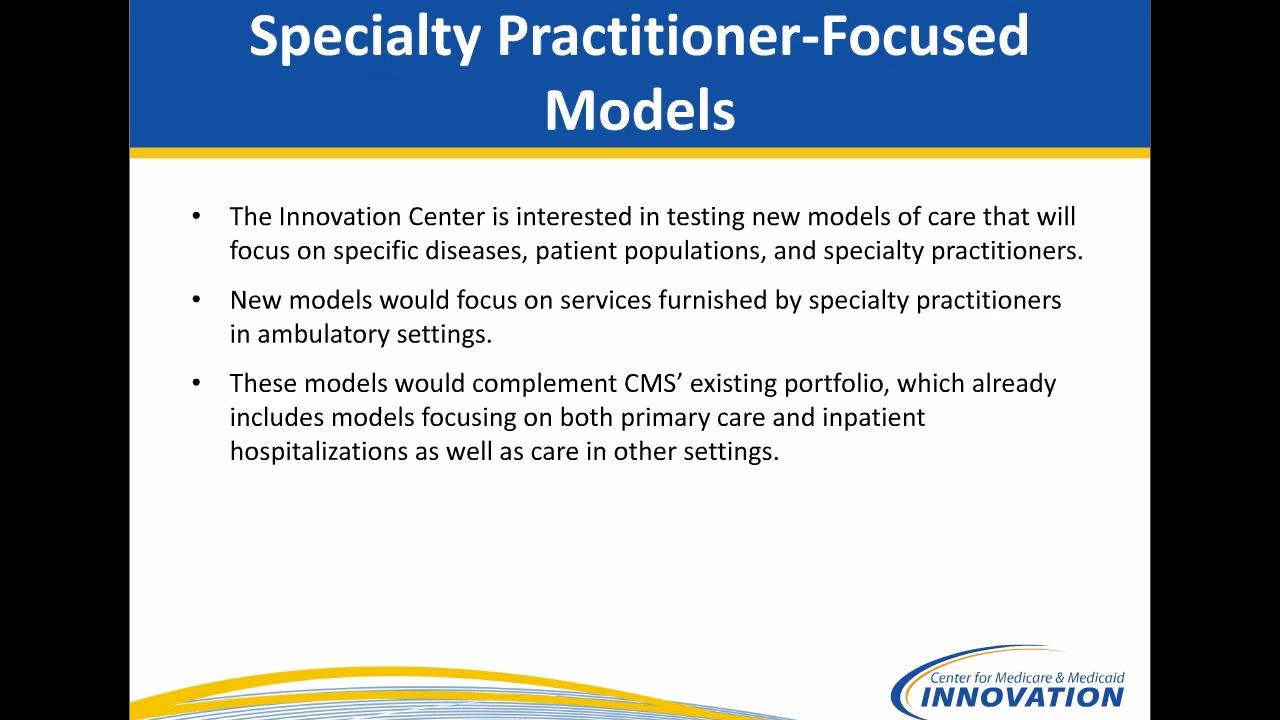 Specialty Practitioner-Focused
Models
• The Innovation Center is interested in testing new models of care that will
focus on specific diseases, patient populations, and specialty practitioners.
• New models would focus on services furnished by specialty practitioners
in ambulatory settings.
• These models would complement CMS’ existing portfolio, which already
includes models focusing on both primary care and inpatient
hospitalizations as well as care in other settings.
Center for Medicare & Medicaid
INNOVATION